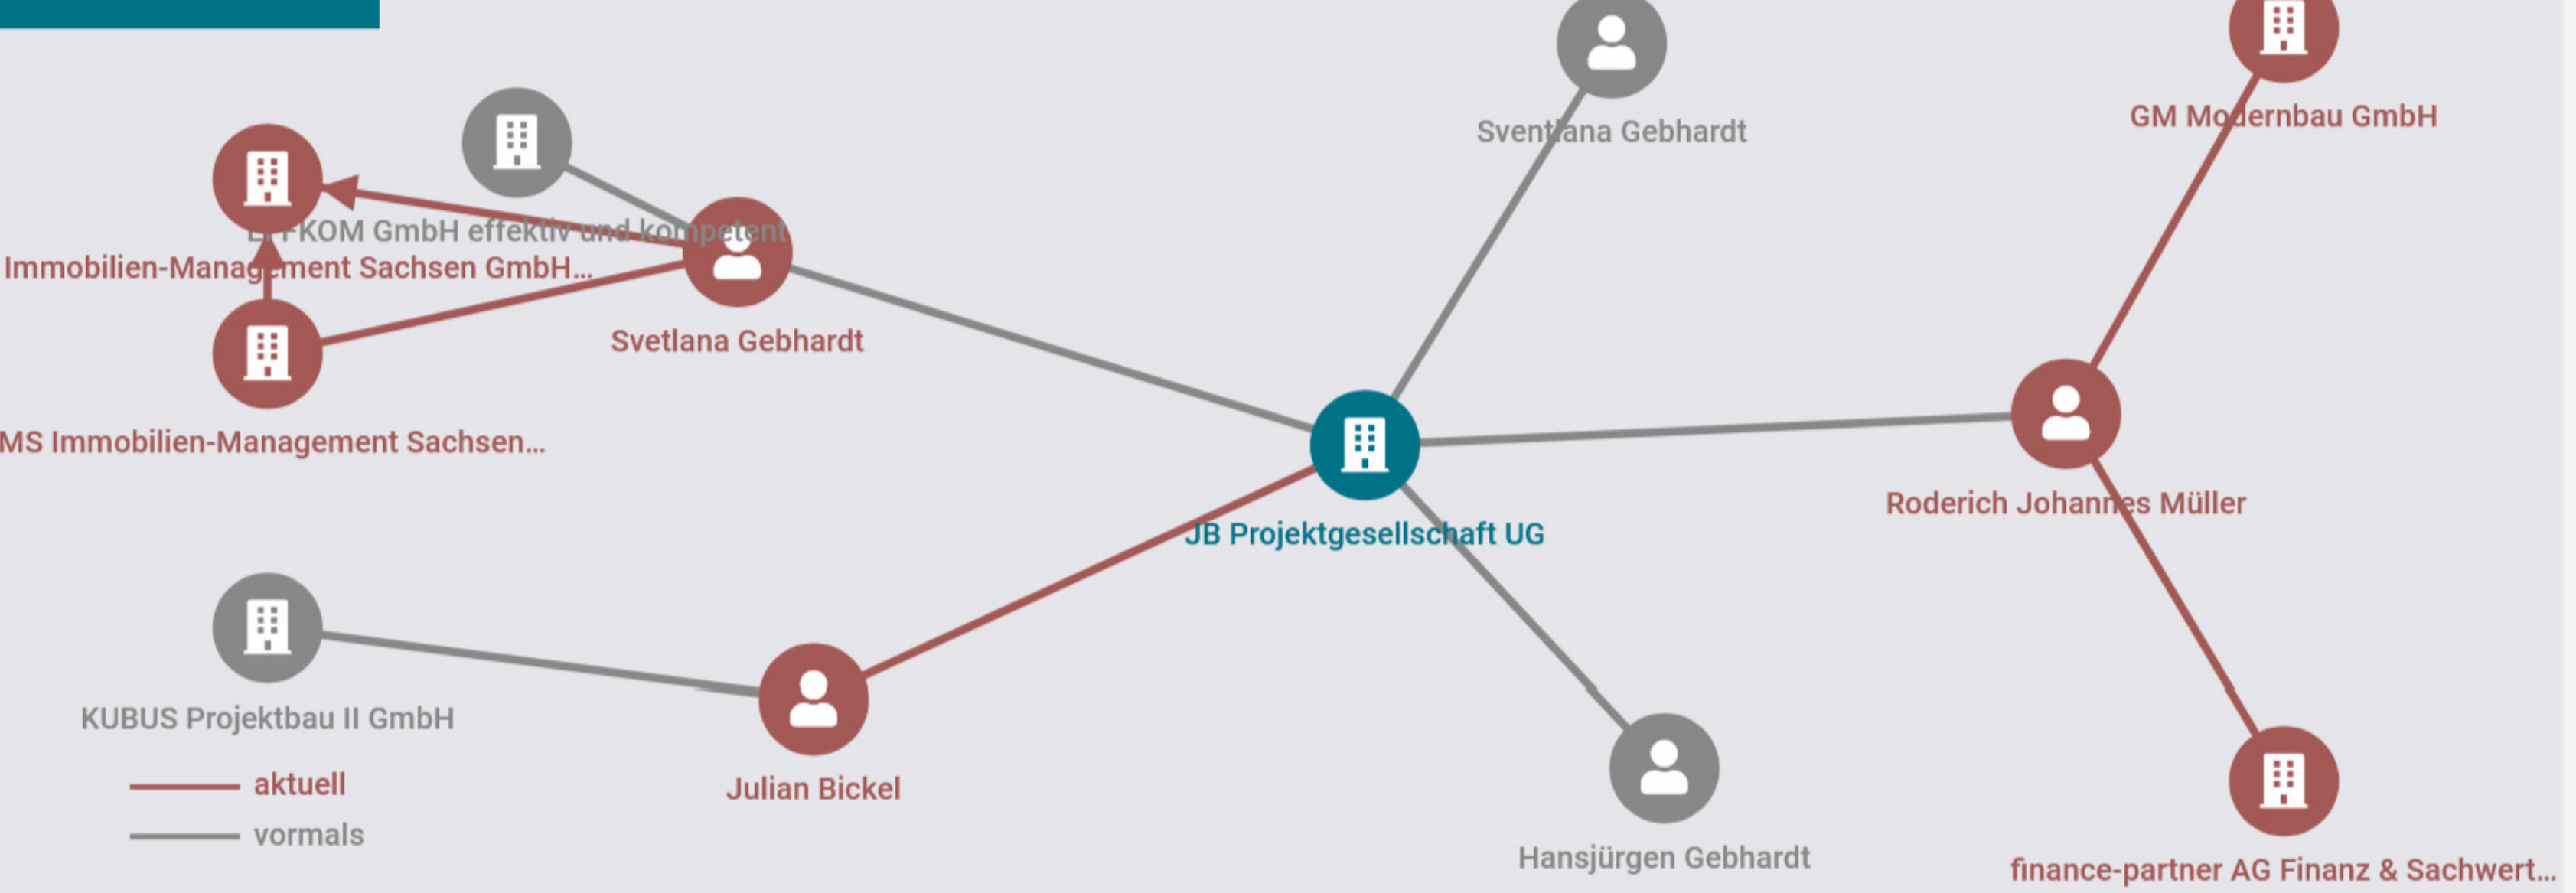 Sventlana Gebhardt
GM Modernbau GmbH
GmbH effektiv und kompetent
Immobilien-Management Sachsen GmbH…
Svetlana Gebhardt
MS Immobilien-Management Sachsen…
Roderich Johannes Müller
JB Projektgesellschaft UG
KUBUS Projektbau II GmbH
aktuell
Julian Bickel
vormals
Hansjürgen Gebhardt
finance-partner AG Finanz & Sachwert…